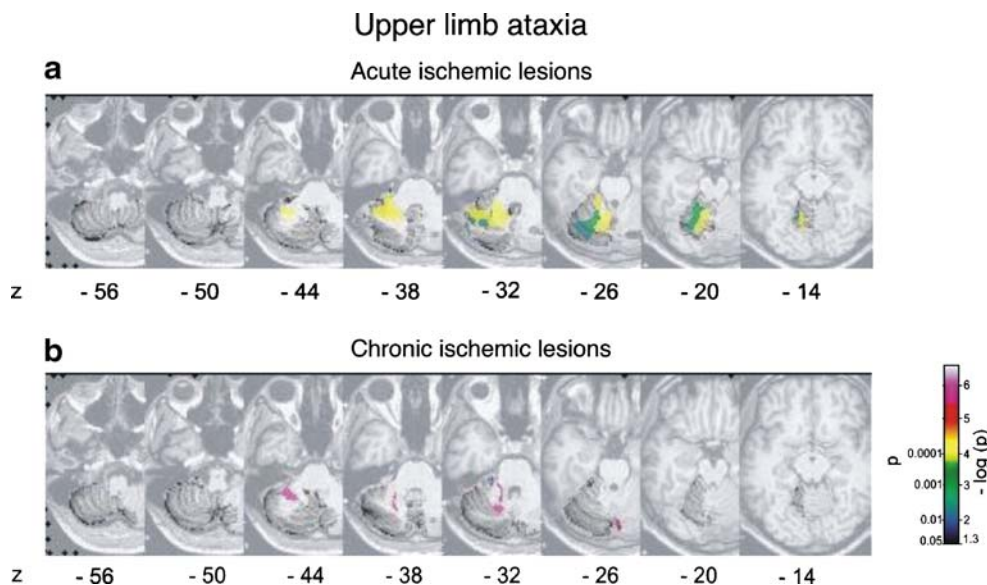 Upper limb ataxia
a
Acute ischemic lesions
z - 56 - 50 - 44 - 38 - 32 - 26 - 20 - 14
b
Chronic ischemic lesions
z - 56 - 50 - 44 - 38 - 32 - 26 - 20 - 14
p
0.0001
0.001
0.01
0.05
6
5
4
3
2
1.3
- log (p)